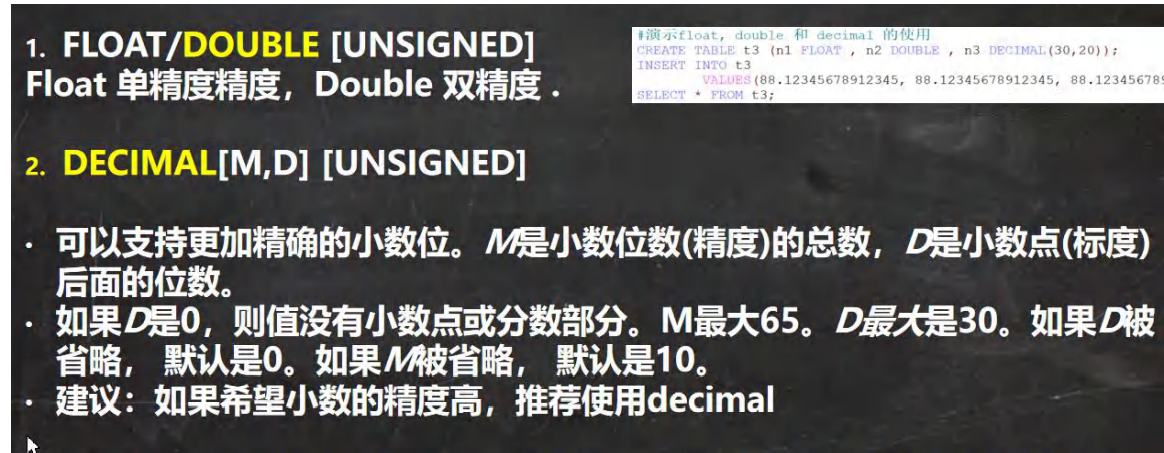 1. FLOAT/DOUBLE [UNSIGNED]
Float 单精度精度，Double 双精度 .
#演示float, double 和 decimal 的使用
CREATE TABLE t3 (n1 FLOAT , n2 DOUBLE , n3 DECIMAL(30,20));
INSERT INTO t3
VALUES(88.12345678912345, 88.12345678912345, 88.123456789
SELECT * FROM t3;
2. DECIMAL[M,D] [UNSIGNED]
· 可以支持更加精确的小数位。M是小数位数(精度)的总数，D是小数点(标度)
后面的位数。
· 如果D是0，则值没有小数点或分数部分。M最大65。D最大是30。如果D被
省略， 默认是0。如果M被省略， 默认是10。
· 建议：如果希望小数的精度高，推荐使用decimal